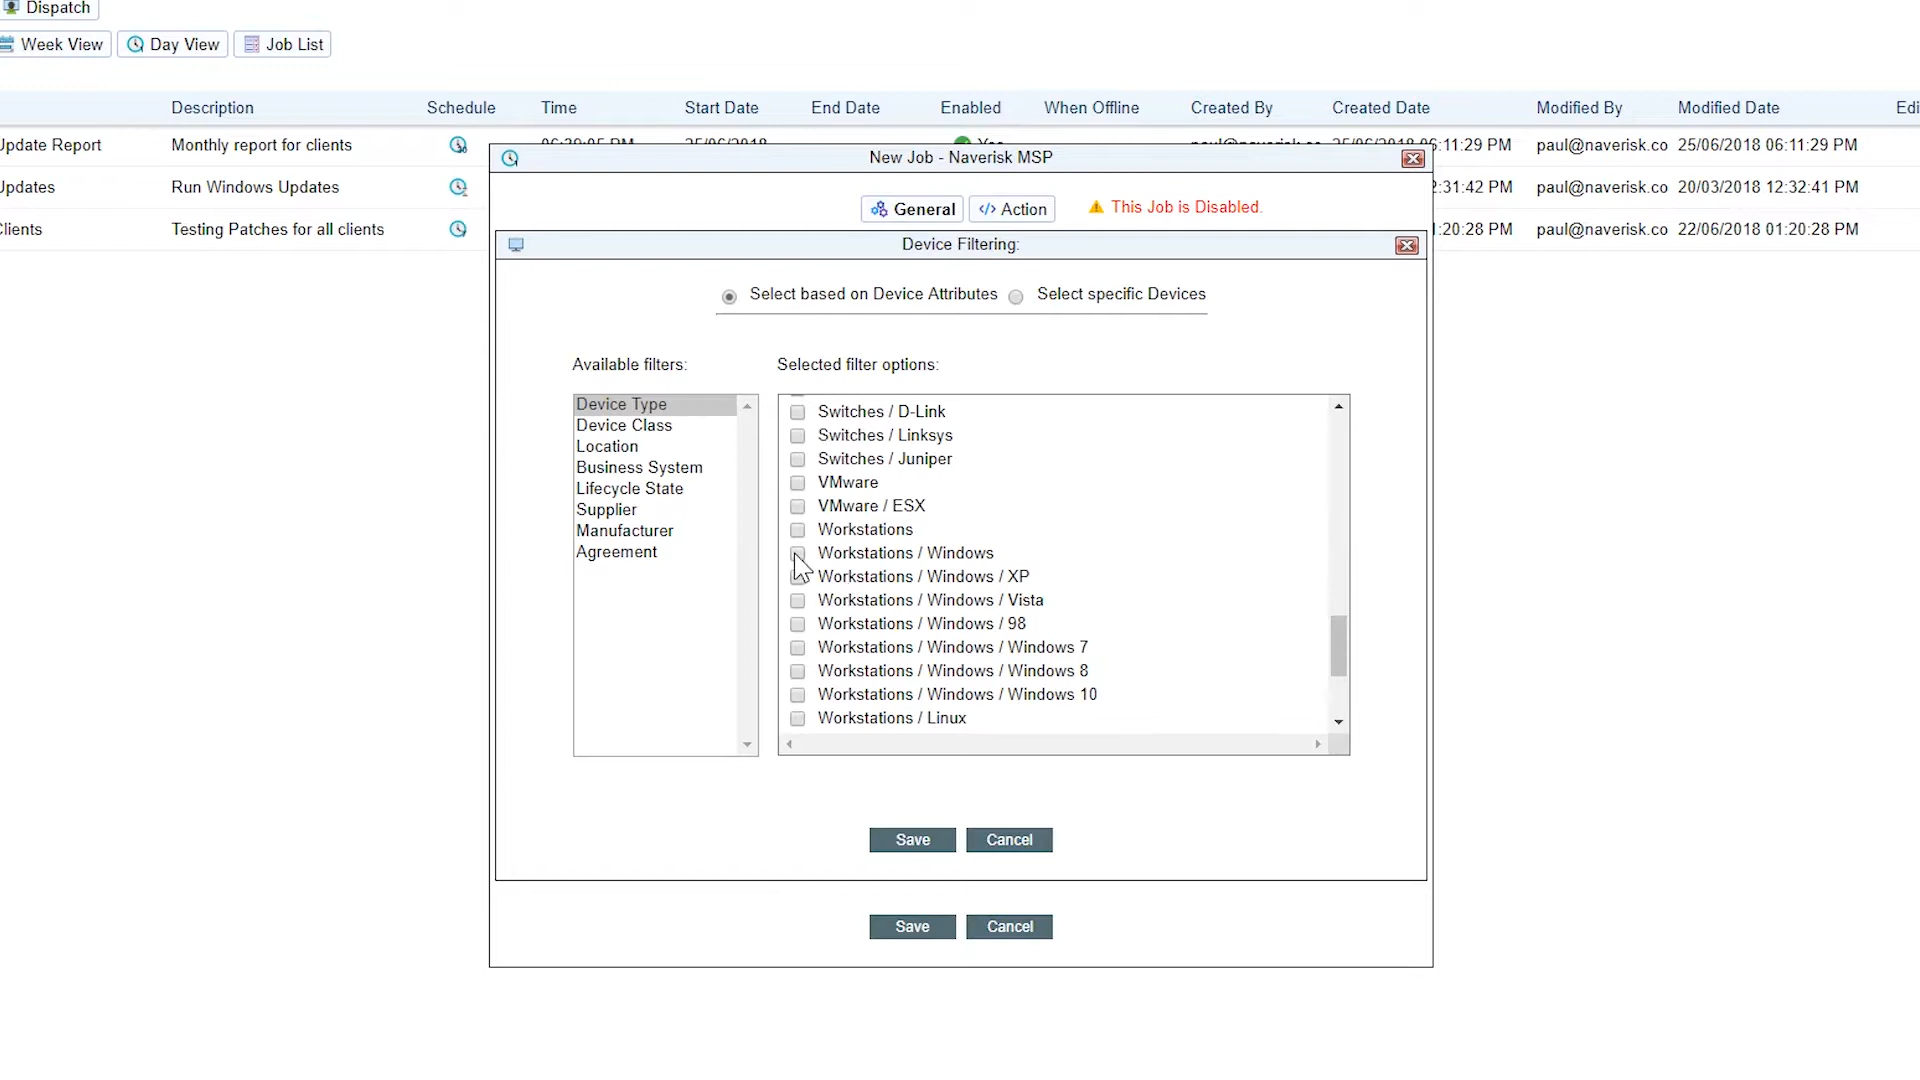 Dispatch
Week View Day View Job List
Description Schedule Time Start Date End Date Enabled When Offline Created By Created Date Modified By Modified Date
Update Report Monthly report for clients 06:30:05 PM 25/06/2018 Yes paul@naverisk.co 25/06/2018 06:11:29 PM paul@naverisk.co 25/06/2018 06:11:29 PM
Updates Run Windows Updates 2:31:42 PM paul@naverisk.co 20/03/2018 12:32:41 PM
Clients Testing Patches for all clients 1:20:28 PM paul@naverisk.co 22/06/2018 01:20:28 PM
New Job - Naverisk MSP
General Action This Job is Disabled.
Device Filtering:
Select based on Device Attributes Select specific Devices
Available filters: Selected filter options:
Device Type
Device Class
Location
Business System
Lifecycle State
Supplier
Manufacturer
Agreement
Switches / D-Link
Switches / Linksys
Switches / Juniper
VMware
VMware / ESX
Workstations
Workstations / Windows
Workstations / Windows / XP
Workstations / Windows / Vista
Workstations / Windows / 98
Workstations / Windows / Windows 7
Workstations / Windows / Windows 8
Workstations / Windows / Windows 10
Workstations / Linux
Save Cancel
Save Cancel